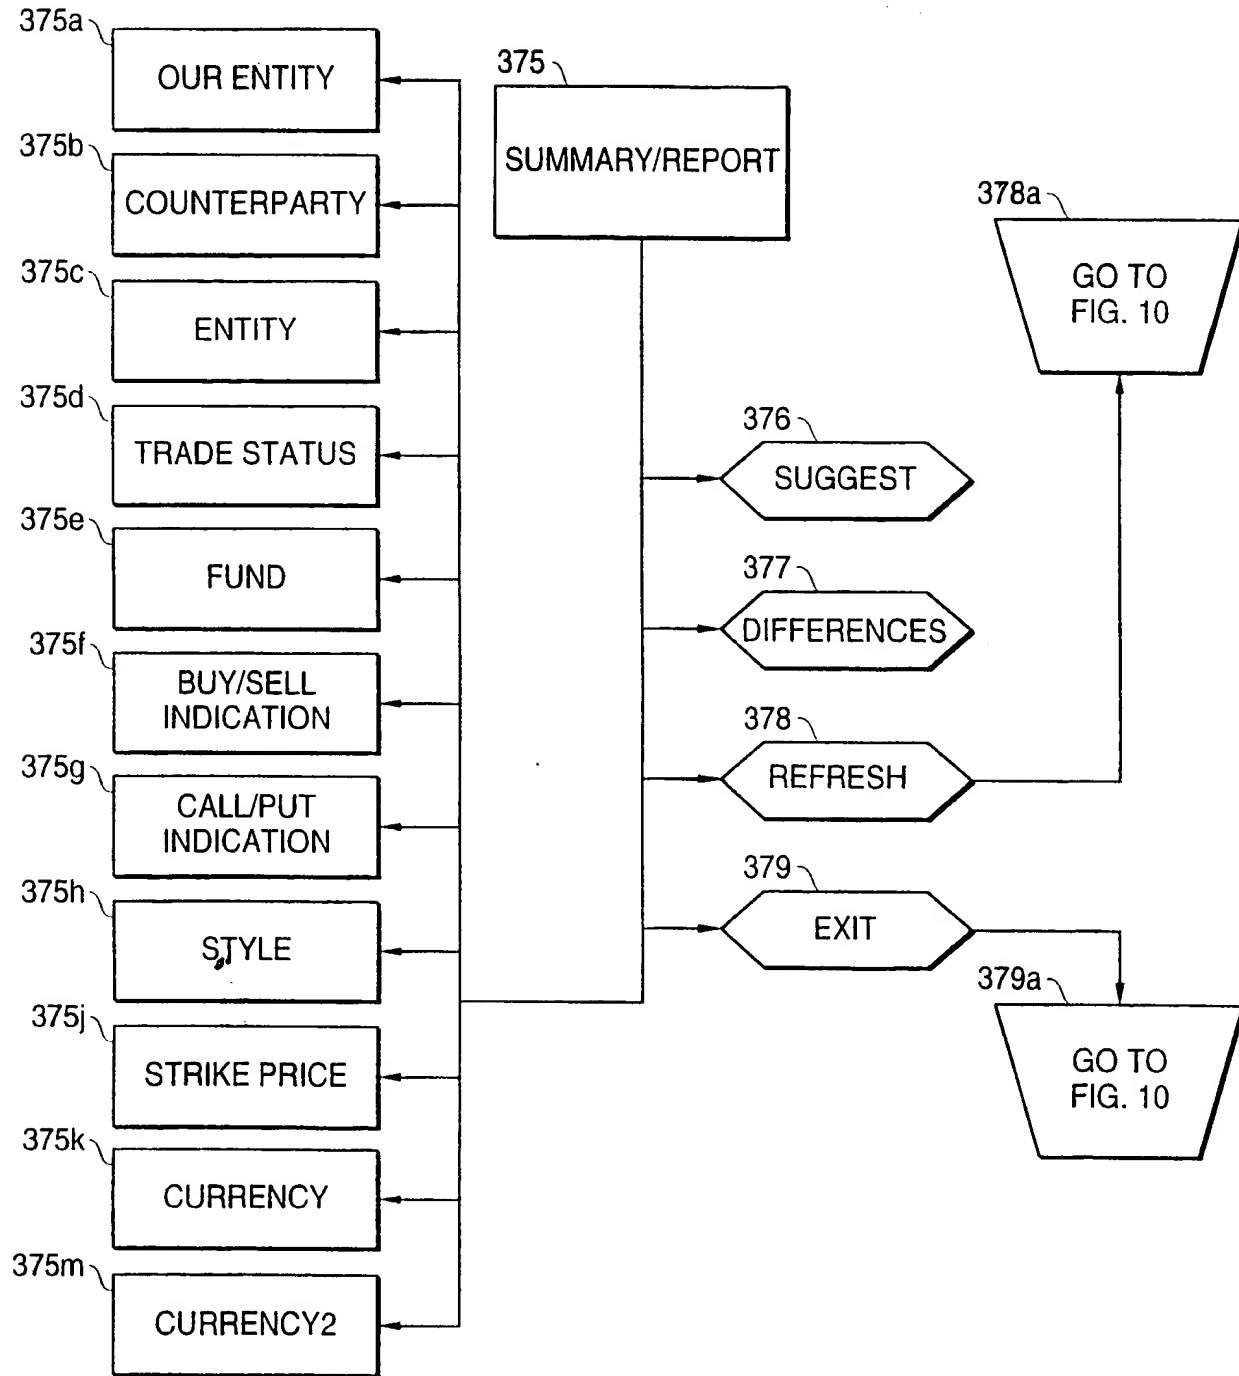 375a
OUR ENTITY
375b
COUNTERPARTY
375c
ENTITY
375d
TRADE STATUS
375e
FUND
375f
BUY/SELL
INDICATION
375g
CALL/PUT
INDICATION
375h
STYLE
375j
STRIKE PRICE
375k
CURRENCY
375m
CURRENCY2
375
SUMMARY/REPORT
376
SUGGEST
377
DIFFERENCES
378
REFRESH
379
EXIT
378a
GO TO
FIG. 10
379a
GO TO
FIG. 10